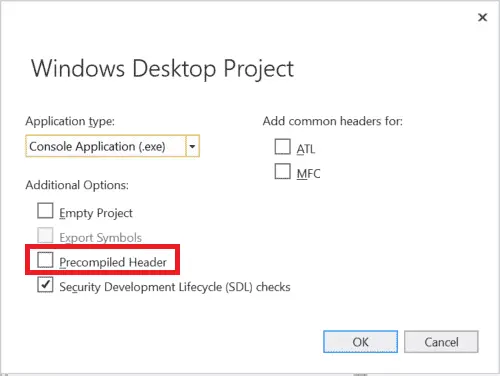 Windows Desktop Project
Application type:
Console Application (.exe)
Additional Options:
Empty Project
Export Symbols
Precompiled Header
Security Development Lifecycle (SDL) checks
Add common headers for:
ATL
MFC
OK
Cancel